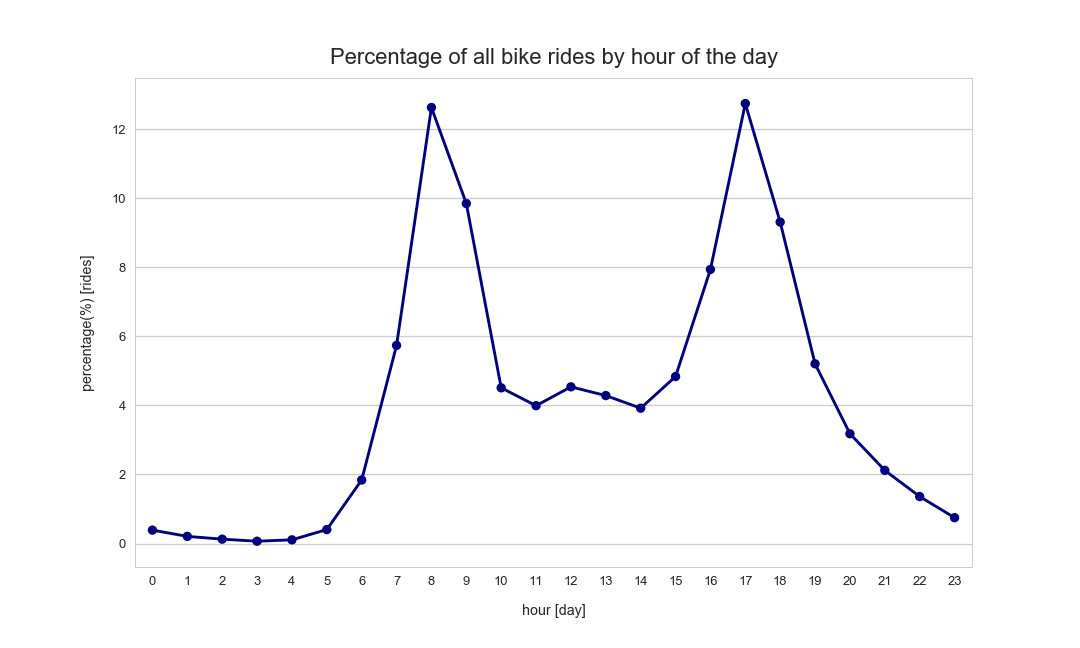 Percentage of all bike rides by hour of the day
percentage(%) [rides]
12
10
8
6
4
2
0
0 1 2 3 4 5 6 7 8 9 10 11 12 13 14 15 16 17 18 19 20 21 22 23
hour [day]